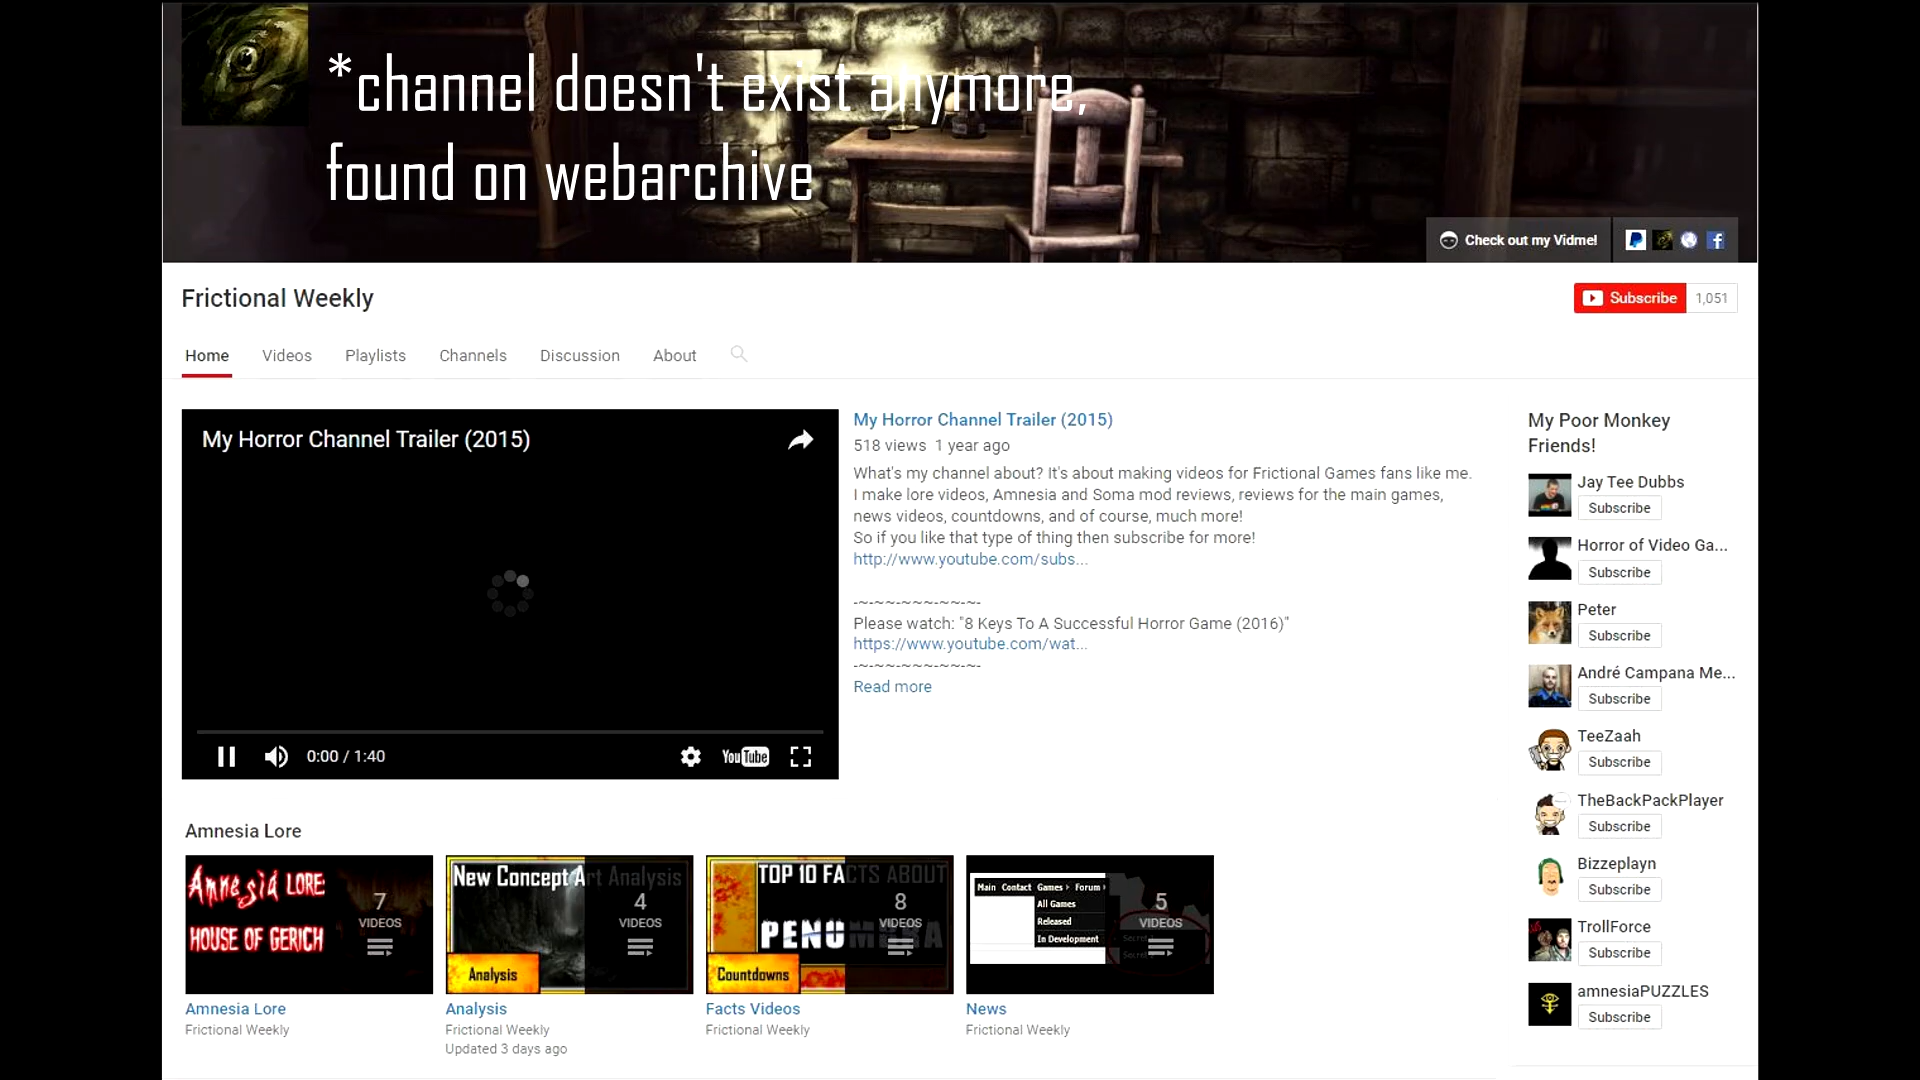 *channel doesn't exist anymore,
found on webarchive
Check out my Vidme!
Frictional Weekly
Subscribe 1,051
Home Videos Playlists Channels Discussion About
My Horror Channel Trailer (2015)
0:00 / 1:40
YouTube
My Horror Channel Trailer (2015)
518 views 1 year ago
What's my channel about? It's about making videos for Frictional Games fans like me.
I make lore videos, Amnesia and Soma mod reviews, reviews for the main games,
news videos, countdowns, and of course, much more!
So if you like that type of thing then subscribe for more!
http://www.youtube.com/subs...
-~-~~-~~~-~~-~-
Please watch: "8 Keys To A Successful Horror Game (2016)"
https://www.youtube.com/wat...
-~-~~-~~~-~~-~-
Read more
My Poor Monkey
Friends!
Jay Tee Dubbs
Subscribe
Horror of Video Ga...
Subscribe
Peter
Subscribe
André Campana Me...
Subscribe
TeeZaah
Subscribe
TheBackPackPlayer
Subscribe
Bizzeplayn
Subscribe
TrollForce
Subscribe
amnesiaPUZZLES
Subscribe
Amnesia Lore
Amnesia LORE
HOUSE OF GERICH
7
VIDEOS
Amnesia Lore
Frictional Weekly
New Concept Art Analysis
4
VIDEOS
Analysis
Analysis
Frictional Weekly
Updated 3 days ago
TOP 10 FACTS ABOUT
PENUMBRA
8
VIDEOS
Countdowns
Facts Videos
Frictional Weekly
Main Contact Games Forum
All Games
Released
In Development
Secret
Secret
5
VIDEOS
News
Frictional Weekly